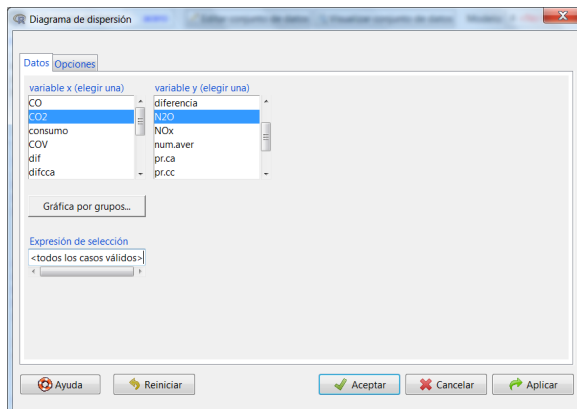 Diagrama de dispersión
Datos Opciones
variable x (elegir una) variable y (elegir una)
CO diferencia
CO2 N2O
consumo NOx
COV num.aver
dif pr.ca
difcca pr.cc
Gráfica por grupos...
Expresión de selección
<todos los casos válidos>
Ayuda Reiniciar Aceptar Cancelar Aplicar